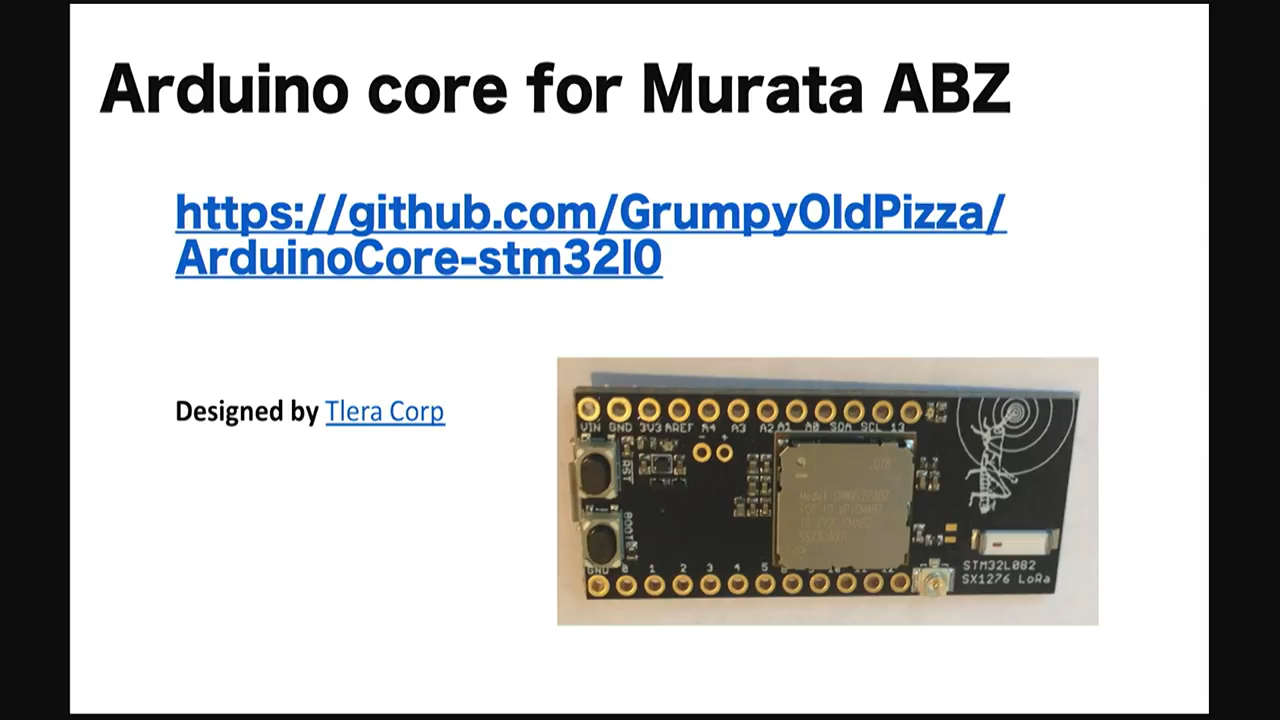 Arduino core for Murata ABZ
https://github.com/GrumpyOldPizza/
ArduinoCore-stm32l0
Designed by Tlera Corp
VIN GND 3V3 AREF A4 A3 A2 A1 A0 SDA SCL 13
- +
RST
BOOT
GND 0 1 2 3 4 5
STM32L082
SX1276 LoRa